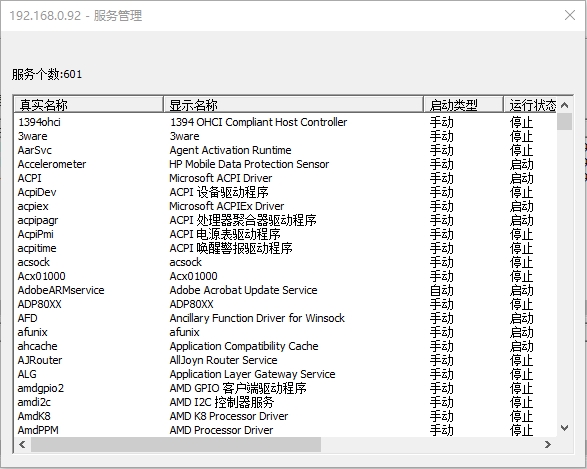 192.168.0.92 - 服务管理
服务个数:601
真实名称 显示名称 启动类型 运行状态
1394ohci 1394 OHCI Compliant Host Controller 手动 停止
3ware 3ware 手动 停止
AarSvc Agent Activation Runtime 手动 停止
Accelerometer HP Mobile Data Protection Sensor 手动 启动
ACPI Microsoft ACPI Driver 手动 启动
AcpiDev ACPI 设备驱动程序 手动 停止
acpiex Microsoft ACPIEx Driver 手动 启动
acpipagr ACPI 处理器聚合器驱动程序 手动 启动
AcpiPmi ACPI 电源表驱动程序 手动 停止
acpitime ACPI 唤醒警报驱动程序 手动 停止
acsock acsock 手动 启动
Acx01000 Acx01000 手动 停止
AdobeARMservice Adobe Acrobat Update Service 自动 启动
ADP80XX ADP80XX 手动 停止
AFD Ancillary Function Driver for Winsock 手动 启动
afunix afunix 手动 启动
ahcache Application Compatibility Cache 手动 启动
AJRouter AllJoyn Router Service 手动 停止
ALG Application Layer Gateway Service 手动 停止
amdgpio2 AMD GPIO 客户端驱动程序 手动 停止
amdi2c AMD I2C 控制器服务 手动 停止
AmdK8 AMD K8 Processor Driver 手动 停止
AmdPPM AMD Processor Driver 手动 停止